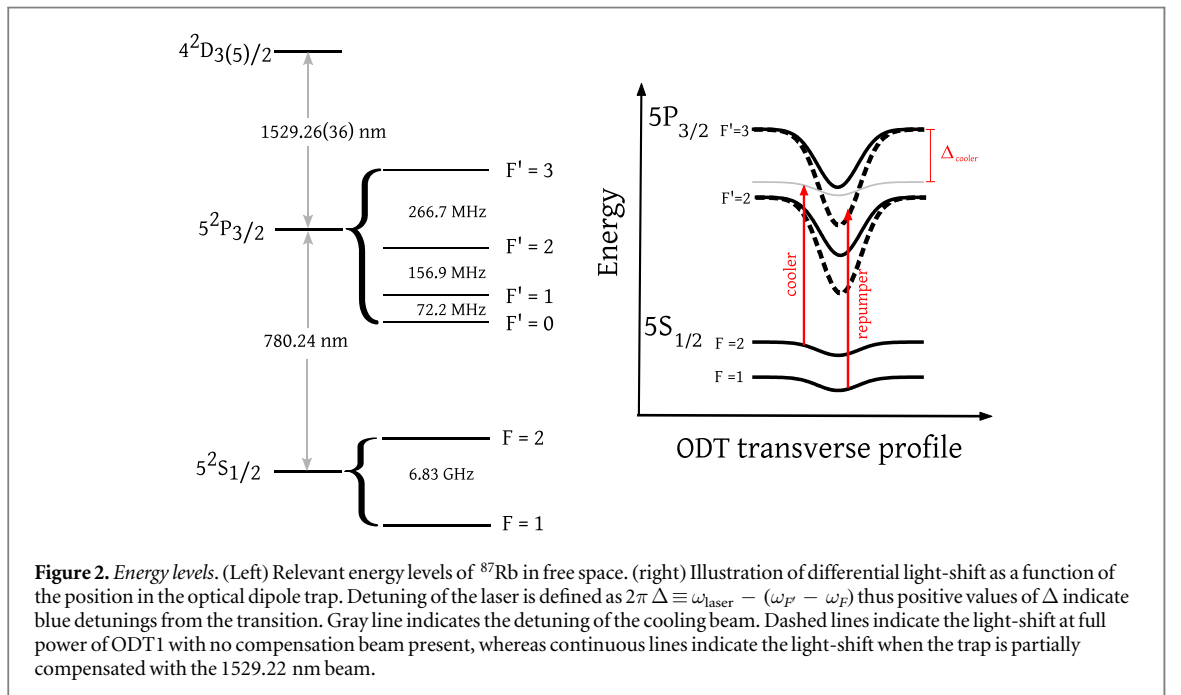 4²D₃₍₅₎/₂
1529.26(36) nm
5²P₃/₂
780.24 nm
5²S₁/₂
F' = 3
266.7 MHz
F' = 2
156.9 MHz
F' = 1
72.2 MHz
F' = 0
F = 2
6.83 GHz
F = 1
Energy
5P₃/₂
F'=3
Δcooler
F'=2
cooler
repumper
5S₁/₂
F =2
F =1
ODT transverse profile
Figure 2. Energy levels. (Left) Relevant energy levels of ⁸⁷Rb in free space. (right) Illustration of differential light-shift as a function of
the position in the optical dipole trap. Detuning of the laser is defined as 2π Δ ≡ ω_laser − (ω_F' − ω_F) thus positive values of Δ indicate
blue detunings from the transition. Gray line indicates the detuning of the cooling beam. Dashed lines indicate the light-shift at full
power of ODT1 with no compensation beam present, whereas continuous lines indicate the light-shift when the trap is partially
compensated with the 1529.22 nm beam.